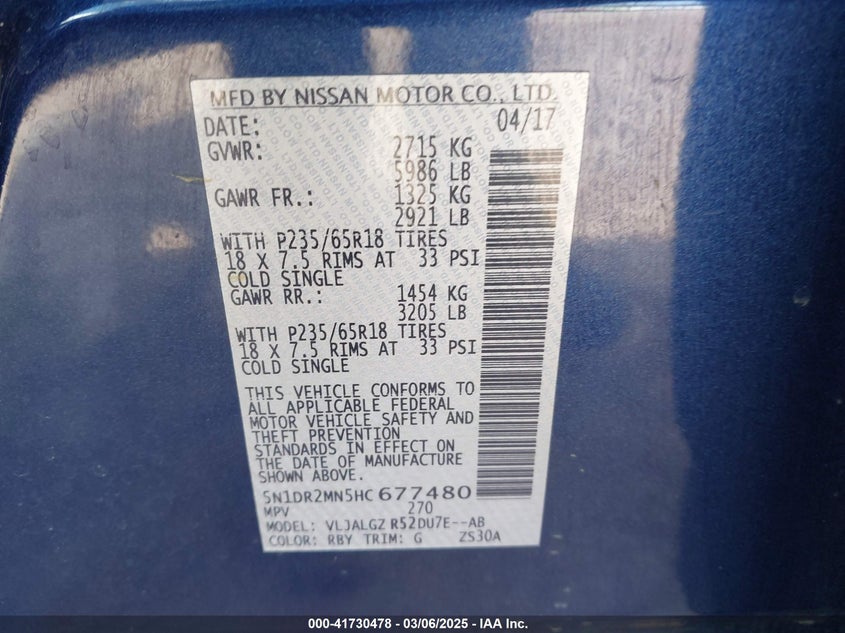 MFD BY NISSAN MOTOR CO., LTD.
DATE: 04/17
GVWR: 2715 KG
5986 LB
GAWR FR.: 1325 KG
2921 LB
WITH P235/65R18 TIRES
18 X 7.5 RIMS AT 33 PSI
COLD SINGLE
GAWR RR.: 1454 KG
3205 LB
WITH P235/65R18 TIRES
18 X 7.5 RIMS AT 33 PSI
COLD SINGLE
THIS VEHICLE CONFORMS TO
ALL APPLICABLE FEDERAL
MOTOR VEHICLE SAFETY AND
THEFT PREVENTION
STANDARDS IN EFFECT ON
THE DATE OF MANUFACTURE
SHOWN ABOVE.
5N1DR2MN5HC 677480
MPV 270
MODEL: VLJALGZ R52DU7E--AB
COLOR: RBY TRIM: G ZS30A
000-41730478 - 03/06/2025 - IAA Inc.